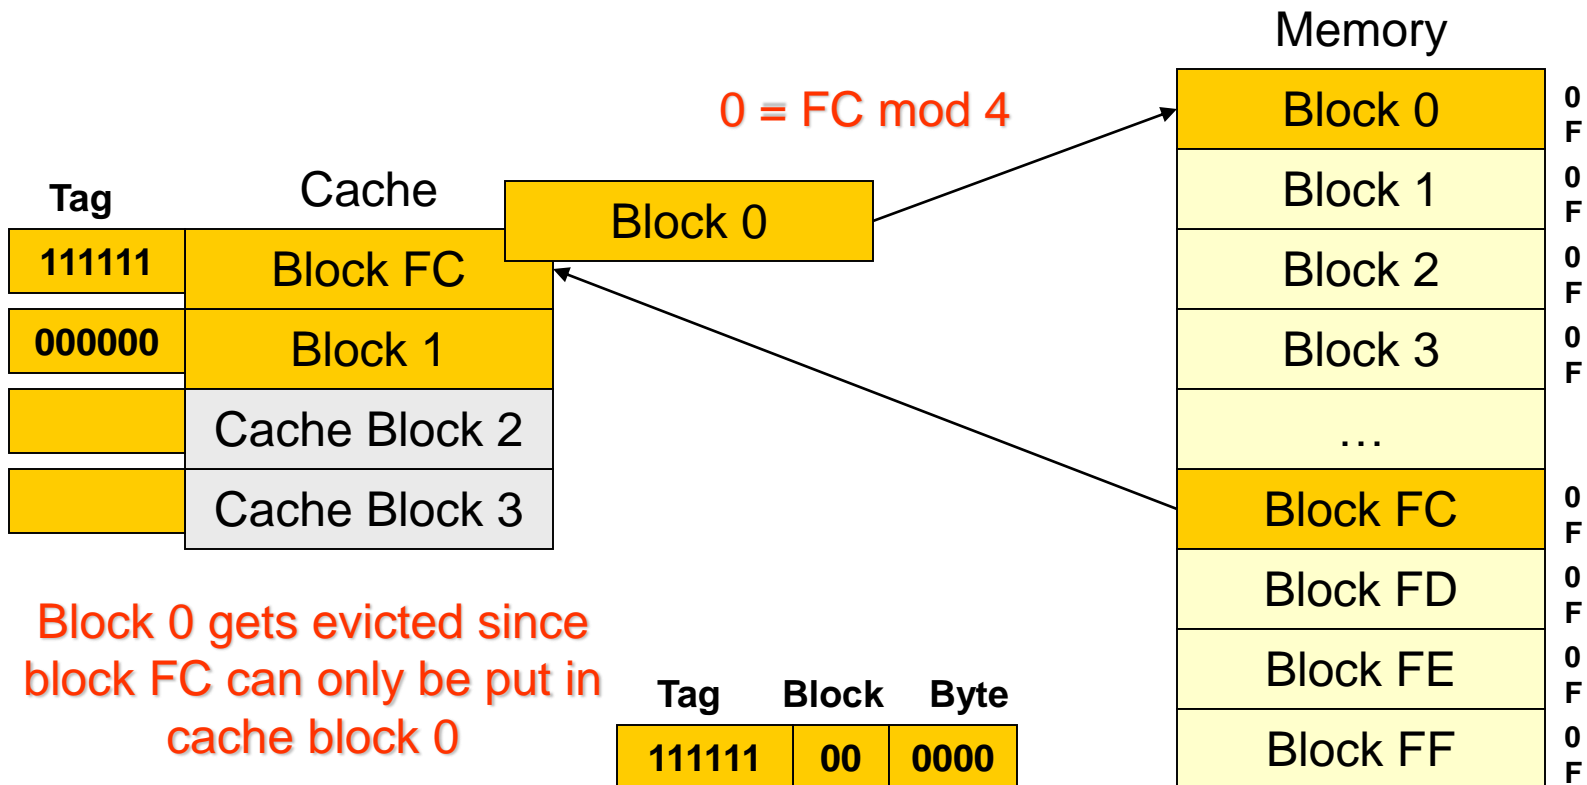 Memory
0 = FC mod 4
Block 0
0
F
Block 1
0
F
Block 2
0
F
Block 3
0
F
…
Block FC
0
F
Block FD
0
F
Block FE
0
F
Block FF
0
F
Tag
Cache
Block 0
111111
Block FC
000000
Block 1
Cache Block 2
Cache Block 3
Block 0 gets evicted since
block FC can only be put in
cache block 0
Tag Block Byte
111111 00 0000